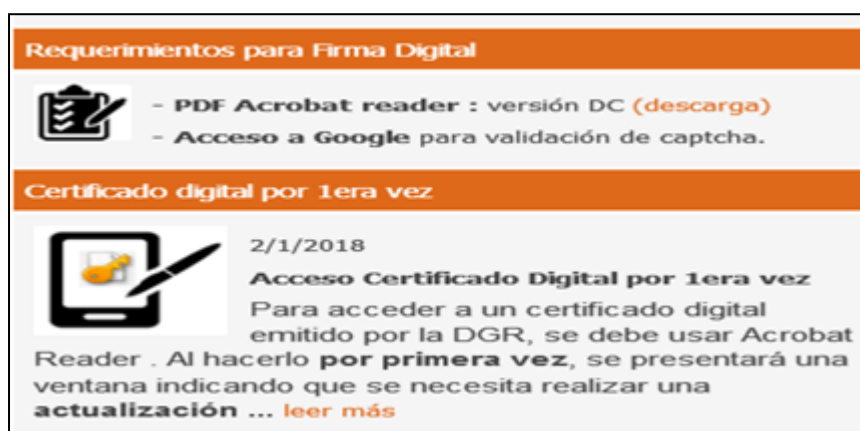 Requerimientos para Firma Digital
- PDF Acrobat reader : versión DC (descarga)
- Acceso a Google para validación de captcha.
Certificado digital por 1era vez
2/1/2018
Acceso Certificado Digital por 1era vez
Para acceder a un certificado digital
emitido por la DGR, se debe usar Acrobat
Reader . Al hacerlo por primera vez, se presentará una
ventana indicando que se necesita realizar una
actualización ... leer más